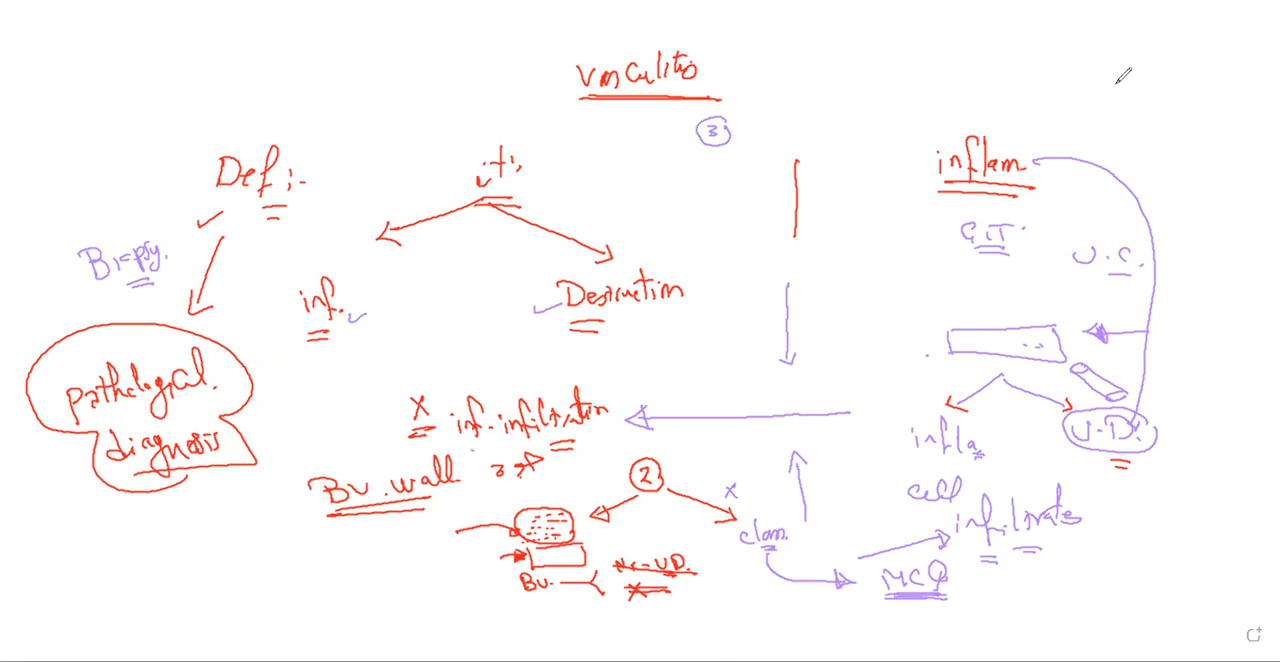 Vasculitis
3
Def:-
itis
inflam.
G.I.T.
U.C.
Biopsy.
inf.
Destruction
pathological.
diagnosis
X inf. infiltration
BV. wall
2
X
clam.
MCQ
BV.
X
infla
cell
infiltrates
U.D.